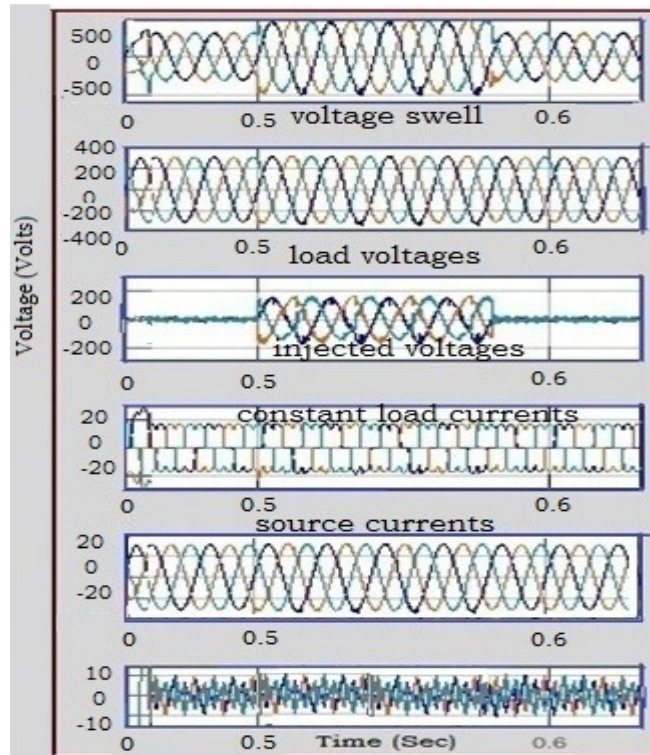 500
0
-500
0 0.5 0.6
voltage swell
400
200
0
-200
-400
0 0.5 0.6
load voltages
Voltage (Volts)
200
0
-200
injected voltages
0 0.5 0.6
constant load currents
20
0
-20
0 0.5 0.6
source currents
20
0
-20
0 0.5 0.6
10
0
-10
0 0.5 Time (Sec) 0.6